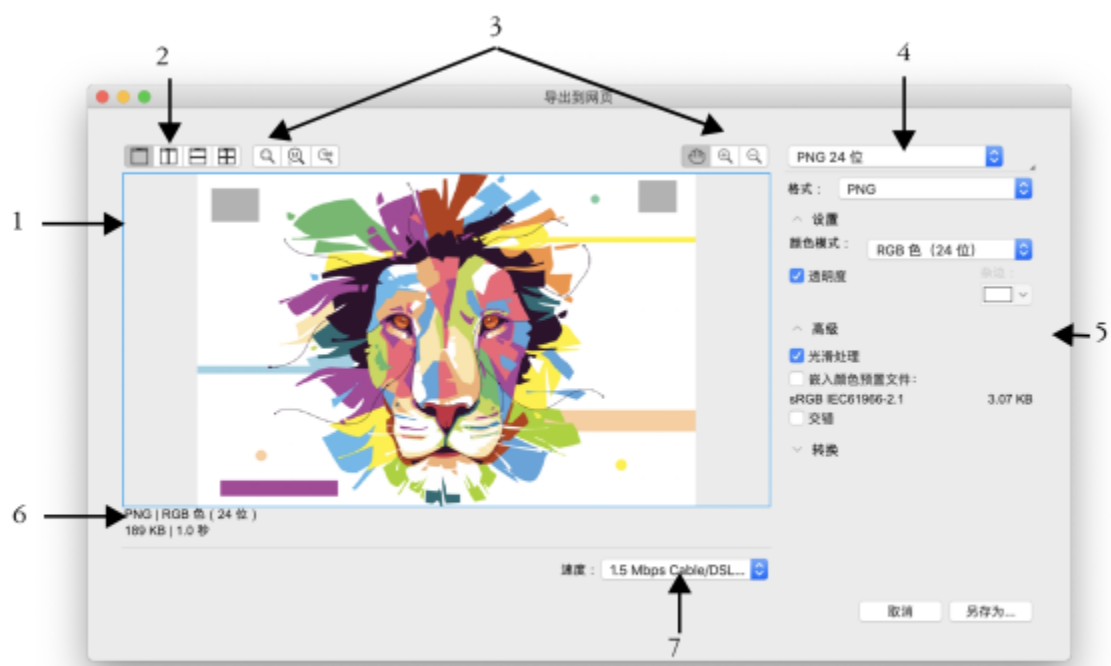 3
2
4
导出到网页
PNG 24 位
格式： PNG
1
设置
颜色模式： RGB 色（24 位）
透明度 杂边：
高级
5
光滑处理
嵌入颜色预置文件：
sRGB IEC61966-2.1 3.07 KB
交错
转换
6
PNG | RGB 色 ( 24 位 )
189 KB | 1.0 秒
速度： 1.5 Mbps Cable/DSL...
取消 另存为...
7